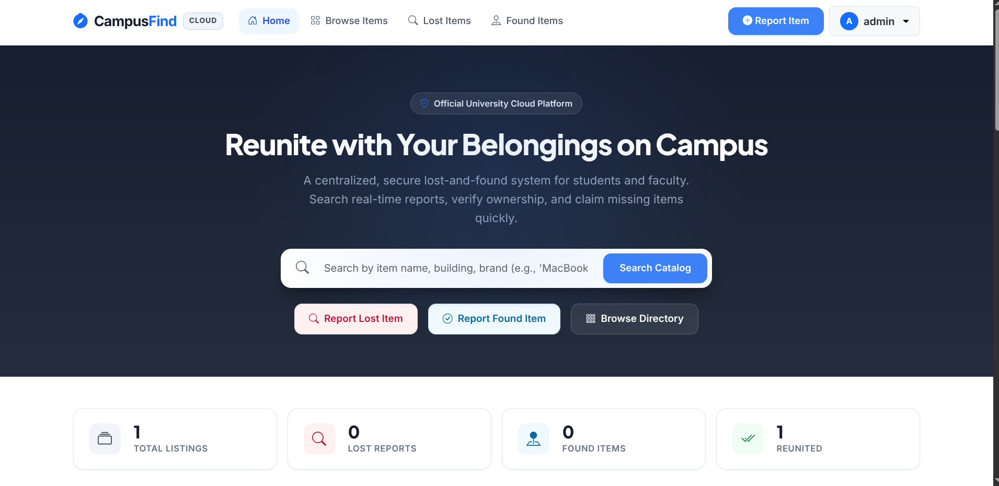 CampusFind CLOUD Home Browse Items Lost Items Found Items Report Item A admin
Official University Cloud Platform
Reunite with Your Belongings on Campus
A centralized, secure lost-and-found system for students and faculty.
Search real-time reports, verify ownership, and claim missing items
quickly.
Search by item name, building, brand (e.g., 'MacBook Search Catalog
Report Lost Item Report Found Item Browse Directory
1
TOTAL LISTINGS
0
LOST REPORTS
0
FOUND ITEMS
1
REUNITED